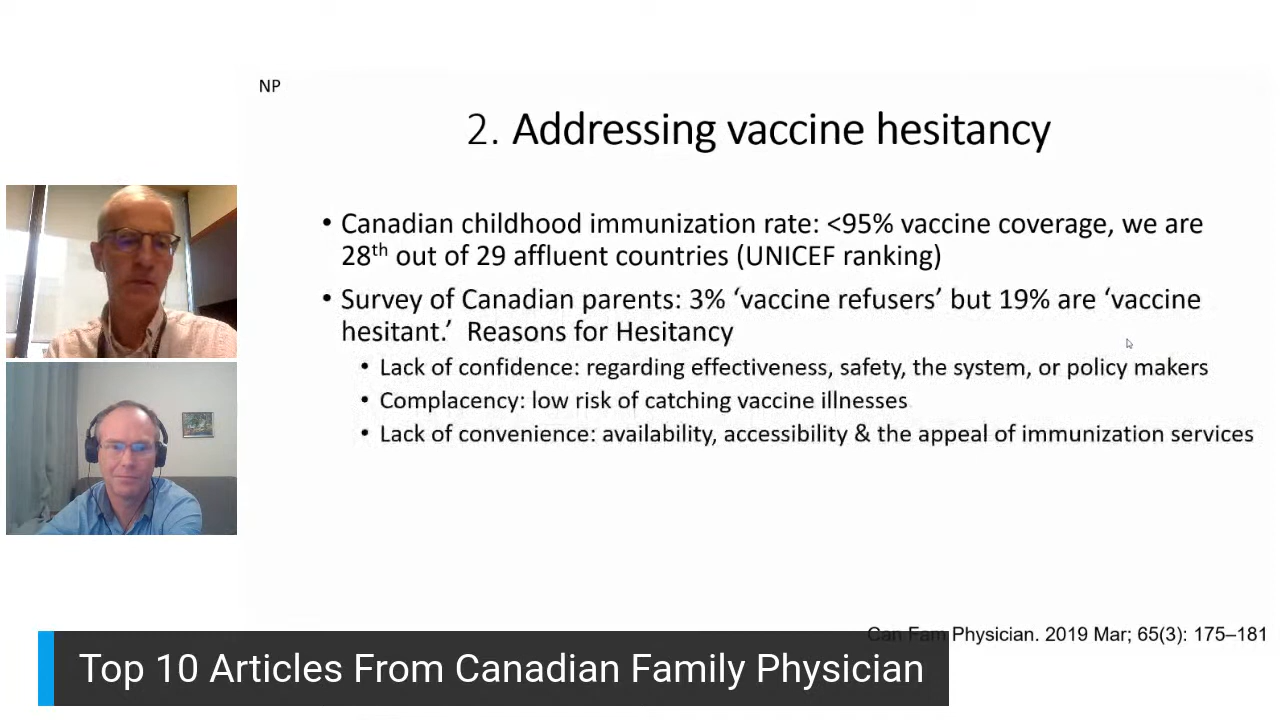 NP
2. Addressing vaccine hesitancy
• Canadian childhood immunization rate: <95% vaccine coverage, we are
28th out of 29 affluent countries (UNICEF ranking)
• Survey of Canadian parents: 3% ‘vaccine refusers’ but 19% are ‘vaccine
hesitant.’ Reasons for Hesitancy
• Lack of confidence: regarding effectiveness, safety, the system, or policy makers
• Complacency: low risk of catching vaccine illnesses
• Lack of convenience: availability, accessibility & the appeal of immunization services
Can Fam Physician. 2019 Mar; 65(3): 175–181
Top 10 Articles From Canadian Family Physician